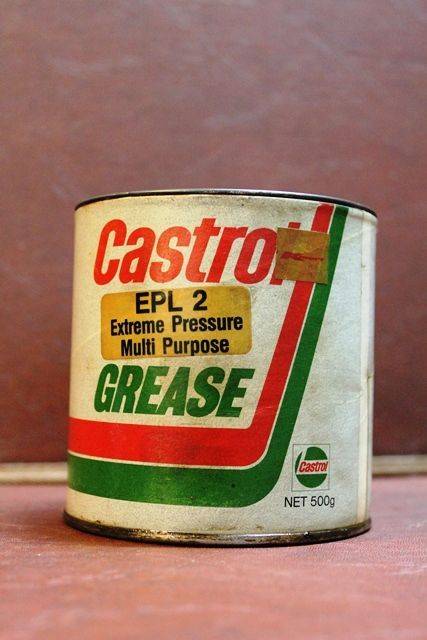 Castrol
EPL 2
Extreme Pressure
Multi Purpose
GREASE
Castrol
NET 500g